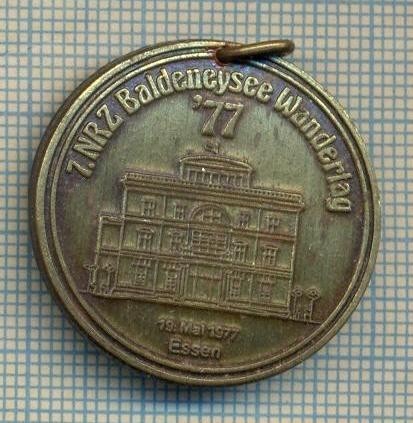 7. NRZ Baldeneysee Wandertag
'77
19. Mai 1977
Essen